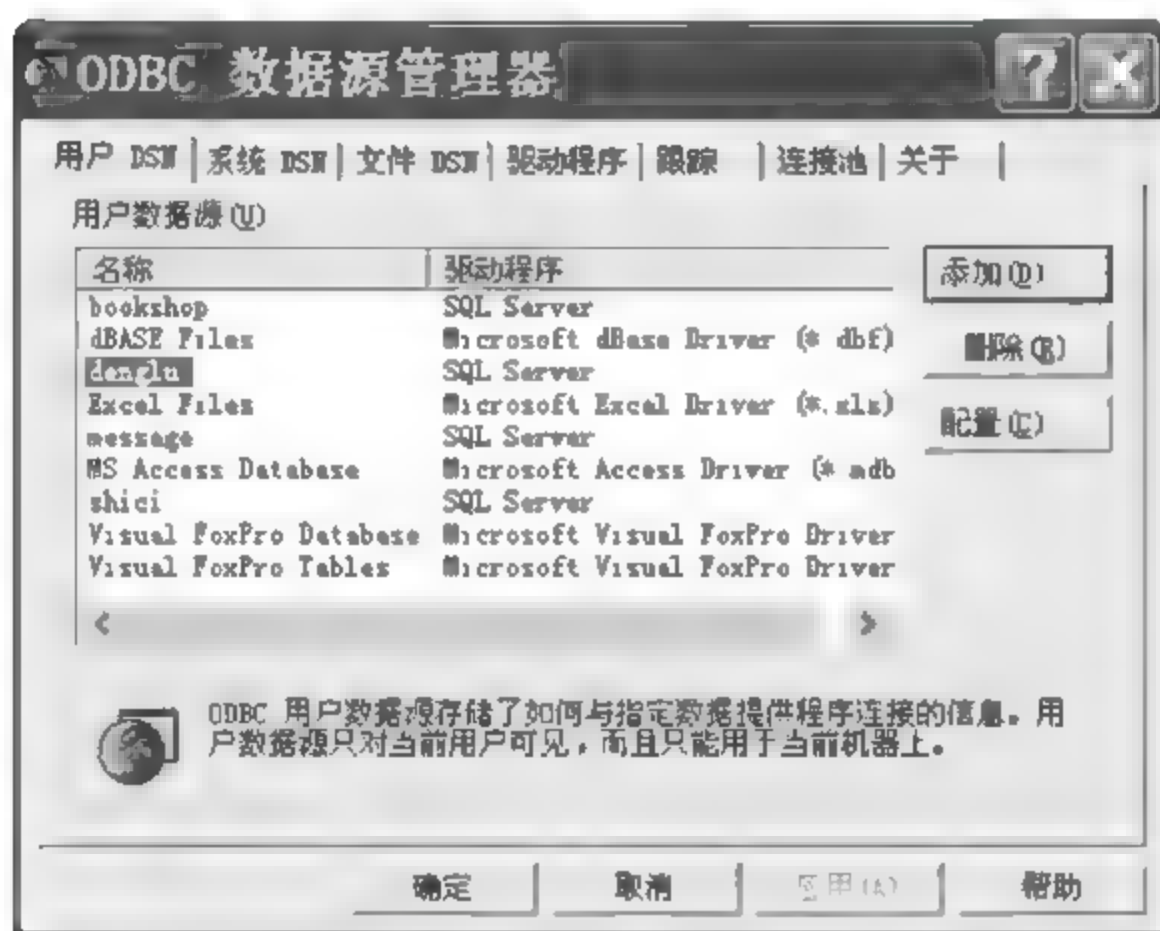 ODBC 数据源管理器
用户 DSN 系统 DSN 文件 DSN 驱动程序 跟踪 连接池 关于
用户数据源(U)
名称 驱动程序
添加(D)
bookshop SQL Server
dBASE Files Microsoft dBase Driver (*.dbf)
删除(R)
denglu SQL Server
Excel Files Microsoft Excel Driver (*.xls)
配置(C)
message SQL Server
MS Access Database Microsoft Access Driver (*.mdb
shici SQL Server
Visual FoxPro Database Microsoft Visual FoxPro Driver
Visual FoxPro Tables Microsoft Visual FoxPro Driver
ODBC 用户数据源存储了如何与指定数据提供程序连接的信息。用
户数据源只对当前用户可见，而且只能用于当前机器上。
确定 取消 应用(A) 帮助